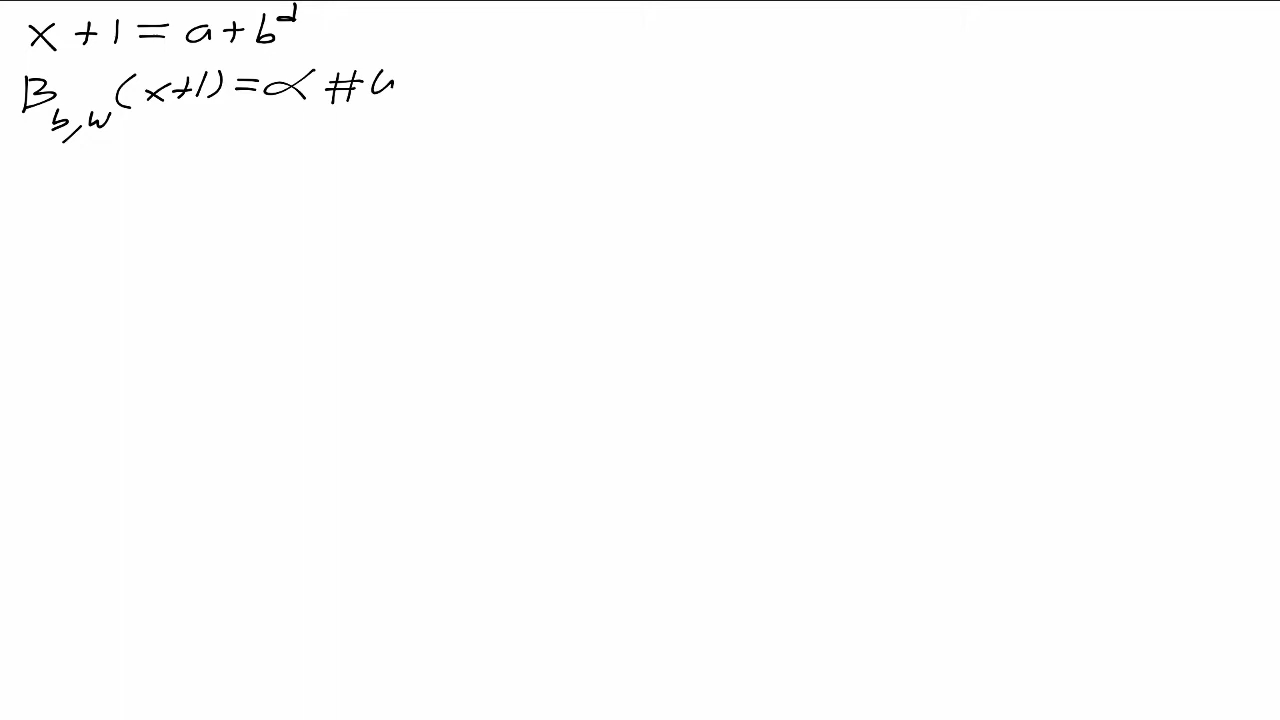 x + 1 = a + b^d
B_{b,w}(x+1) = α # u